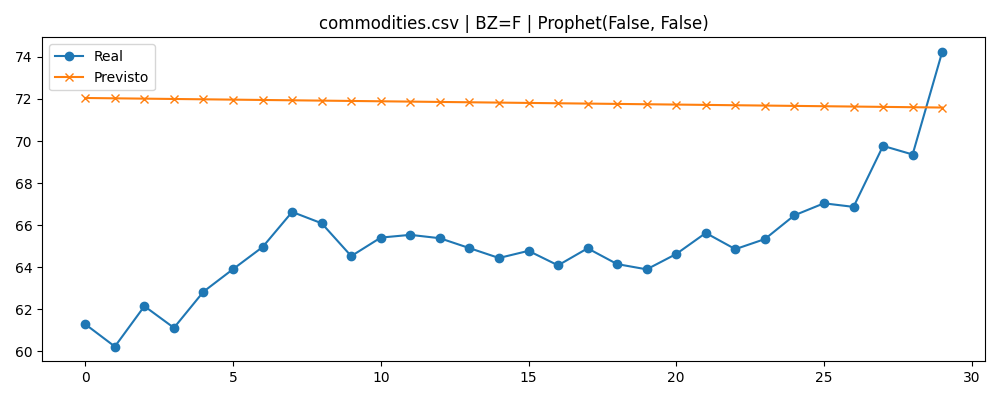 commodities.csv | BZ=F | Prophet(False, False)
Real
Previsto
74
72
70
68
66
64
62
60
0 5 10 15 20 25 30